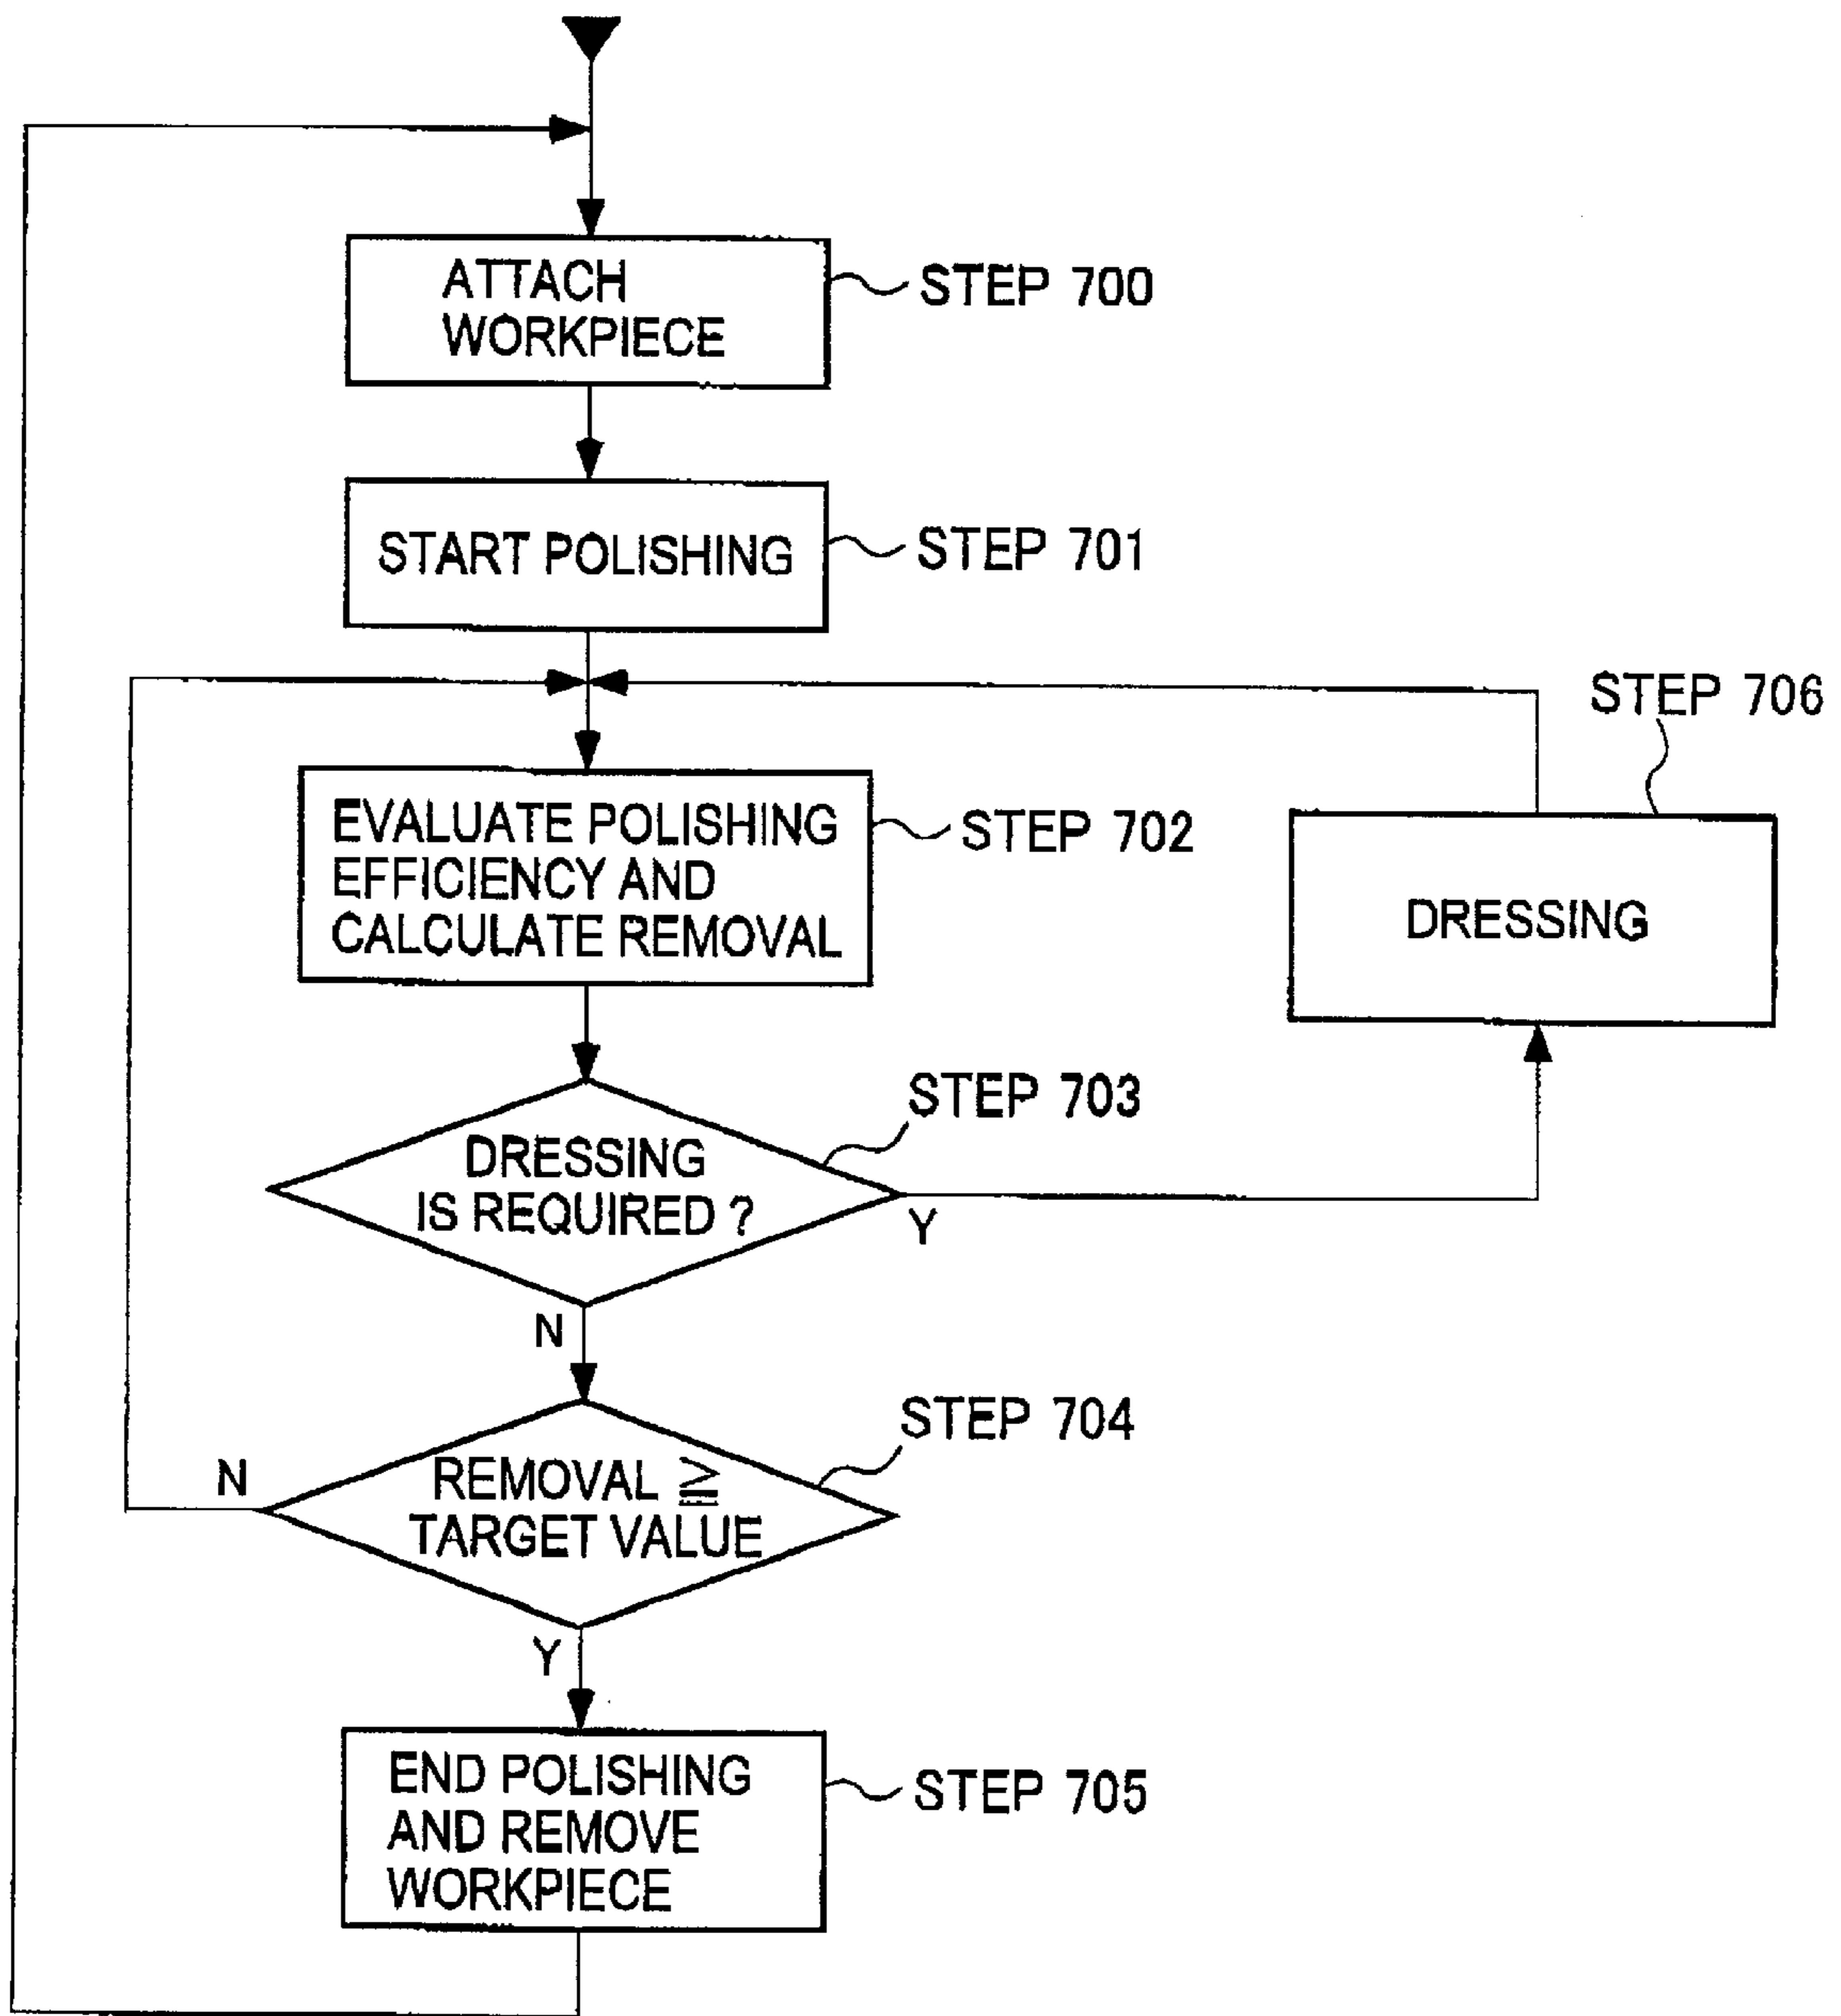 ATTACH
WORKPIECE
STEP 700
START POLISHING
STEP 701
STEP 706
EVALUATE POLISHING
EFFICIENCY AND
CALCULATE REMOVAL
STEP 702
DRESSING
STEP 703
DRESSING
IS REQUIRED ?
Y
N
STEP 704
N
REMOVAL ≧
TARGET VALUE
Y
END POLISHING
AND REMOVE
WORKPIECE
STEP 705